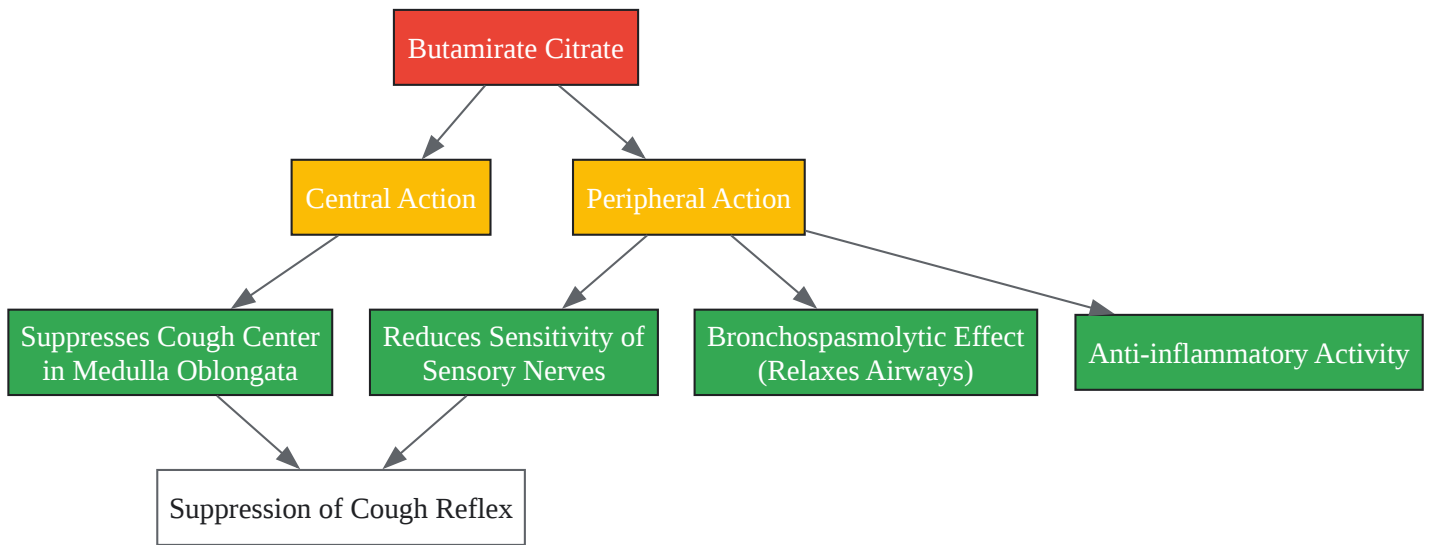 Butamirate Citrate
Central Action
Peripheral Action
Suppresses Cough Center
in Medulla Oblongata
Reduces Sensitivity of
Sensory Nerves
Bronchospasmolytic Effect
(Relaxes Airways)
Anti-inflammatory Activity
Suppression of Cough Reflex